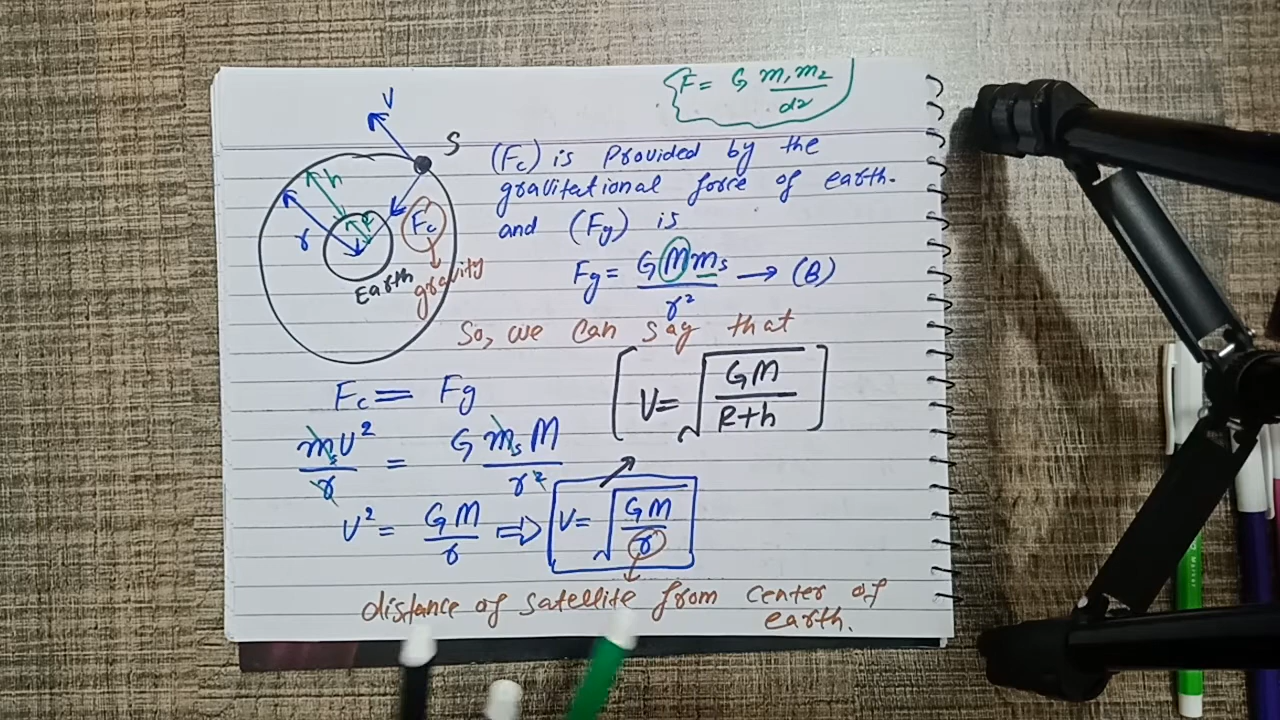 F = G m₁m₂/d²
V
S
(Fc) is Provided by the
gravitational force of earth.
and (Fg) is
h
r
R
Fc
Earth
gravity
Fg = G M ms/r² → (B)
So, we can say that
Fc = Fg
[V = √(GM/(R+h))]
msv²/r = G msM/r²
v² = GM/r ⇒ V = √(GM/r)
distance of satellite from center of
earth.